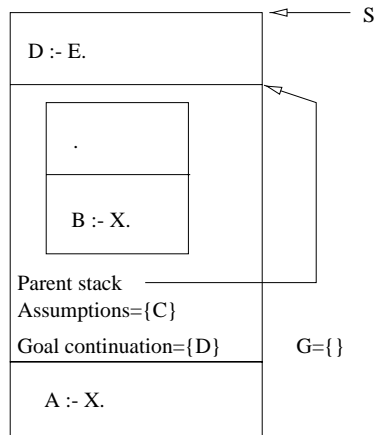 S
D :- E.
.
B :- X.
Parent stack
Assumptions={C}
Goal continuation={D} G={}
A :- X.